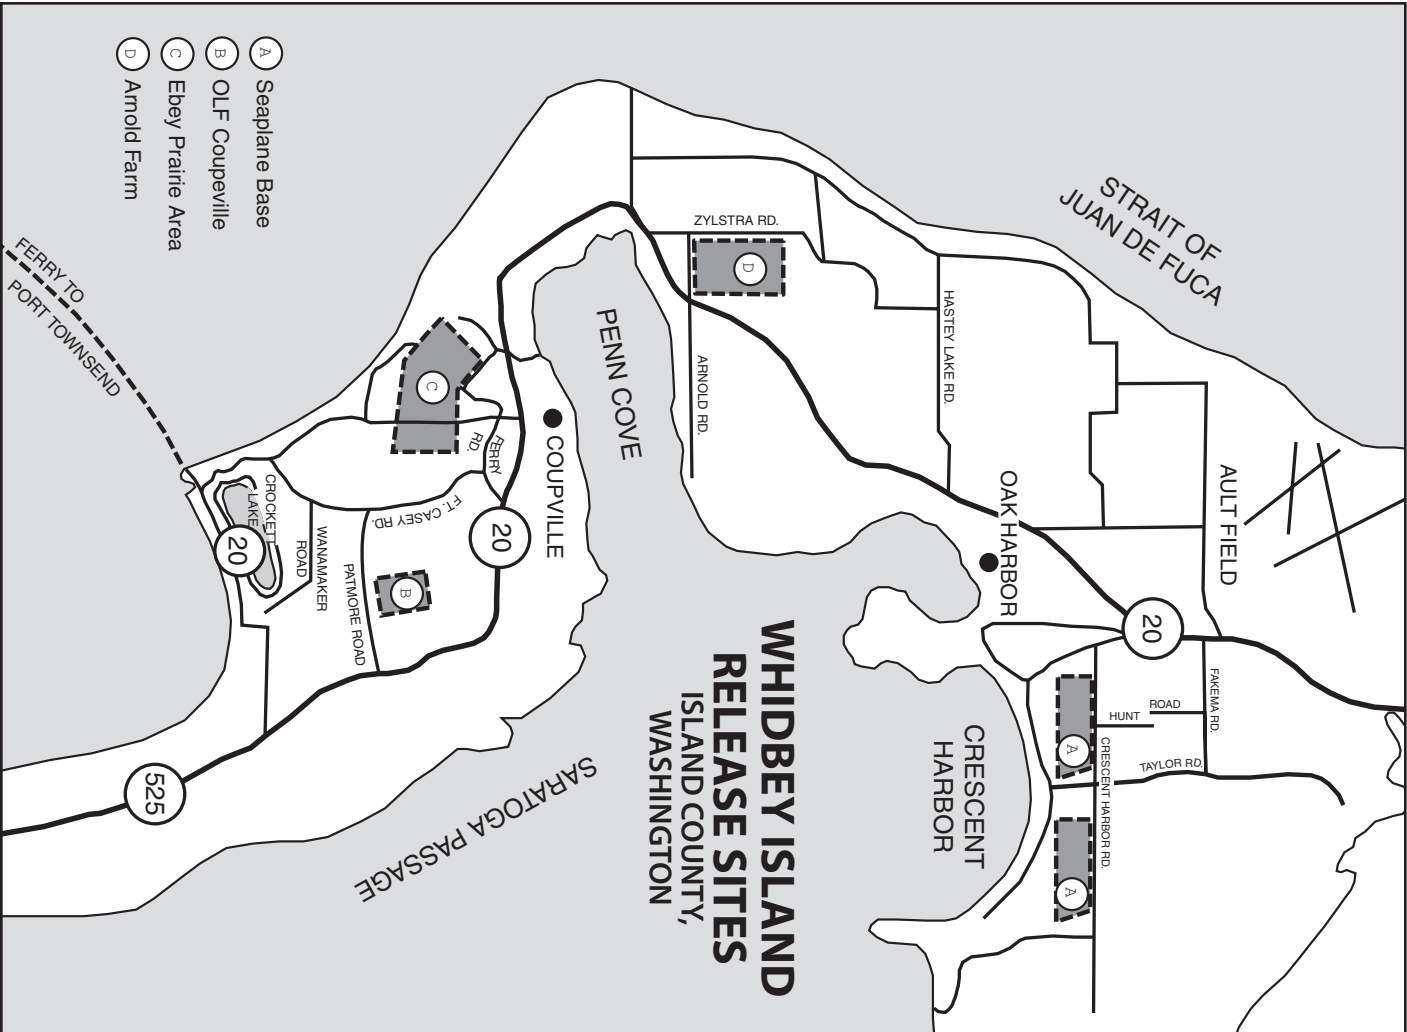 WHIDBEY ISLAND
RELEASE SITES
ISLAND COUNTY,
WASHINGTON
STRAIT OF
JUAN DE FUCA
AULT FIELD
20
FAKEMA RD.
HUNT
ROAD
TAYLOR RD.
CRESCENT HARBOR RD.
A
A
OAK HARBOR
CRESCENT
HARBOR
HASTEY LAKE RD.
ZYLSTRA RD.
D
ARNOLD RD.
PENN COVE
COUPVILLE
20
C
FERRY
RD.
FT. CASEY RD.
B
PATMORE ROAD
WANAMAKER
ROAD
CROCKETT
LAKE
20
525
SARATOGA PASSAGE
FERRY TO
PORT TOWNSEND
A Seaplane Base
B OLF Coupeville
C Ebey Prairie Area
D Arnold Farm